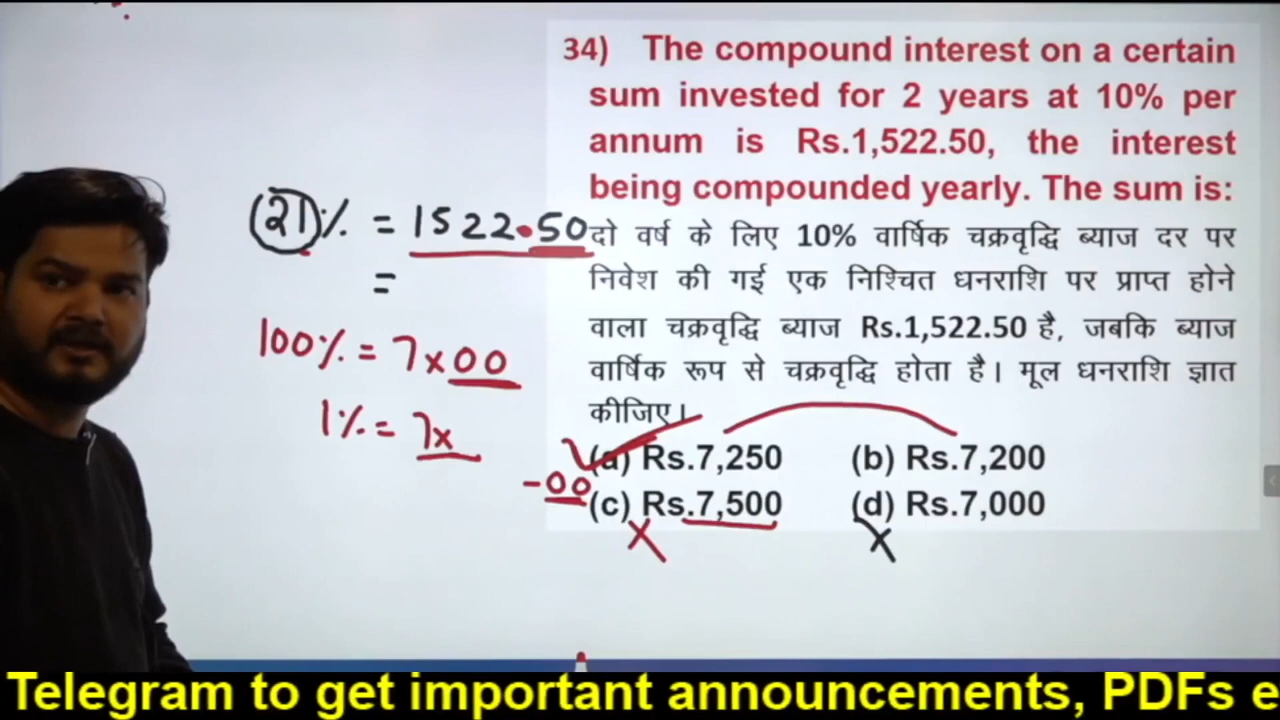 34) The compound interest on a certain
sum invested for 2 years at 10% per
annum is Rs.1,522.50, the interest
being compounded yearly. The sum is:
दो वर्ष के लिए 10% वार्षिक चक्रवृद्धि ब्याज दर पर
निवेश की गई एक निश्चित धनराशि पर प्राप्त होने
वाला चक्रवृद्धि ब्याज Rs.1,522.50 है, जबकि ब्याज
वार्षिक रूप से चक्रवृद्धि होता है। मूल धनराशि ज्ञात
कीजिए।
(a) Rs.7,250 (b) Rs.7,200
(c) Rs.7,500 (d) Rs.7,000
21% = 1522.50
=
100% = 7x00
1% = 7x
-00
Telegram to get important announcements, PDFs e